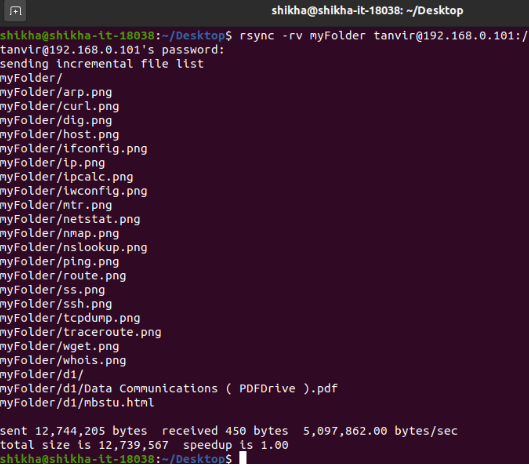 shikha@shikha-it-18038: ~/Desktop
shikha@shikha-it-18038:~/Desktop$ rsync -rv myFolder tanvir@192.168.0.101:/
tanvir@192.168.0.101's password:
sending incremental file list
myFolder/
myFolder/arp.png
myFolder/curl.png
myFolder/dig.png
myFolder/host.png
myFolder/ifconfig.png
myFolder/ip.png
myFolder/ipcalc.png
myFolder/iwconfig.png
myFolder/mtr.png
myFolder/netstat.png
myFolder/nmap.png
myFolder/nslookup.png
myFolder/ping.png
myFolder/route.png
myFolder/ss.png
myFolder/ssh.png
myFolder/tcpdump.png
myFolder/traceroute.png
myFolder/wget.png
myFolder/whois.png
myFolder/d1/
myFolder/d1/Data Communications ( PDFDrive ).pdf
myFolder/d1/mbstu.html
sent 12,744,205 bytes  received 450 bytes  5,097,862.00 bytes/sec
total size is 12,739,567  speedup is 1.00
shikha@shikha-it-18038:~/Desktop$